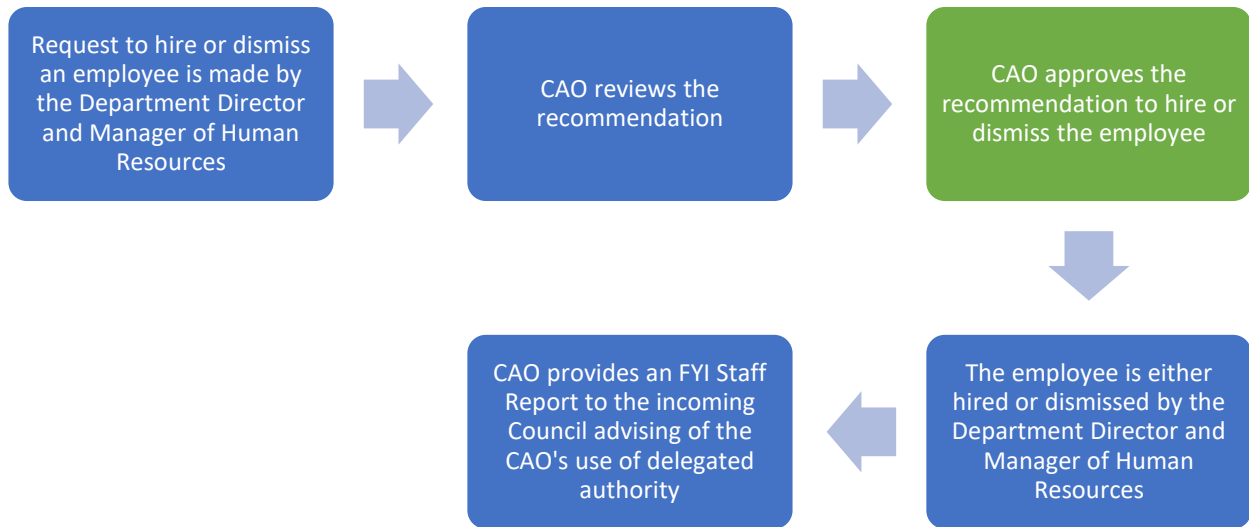 Request to hire or dismiss
an employee is made by
the Department Director
and Manager of Human
Resources
CAO reviews the
recommendation
CAO approves the
recommendation to hire or
dismiss the employee
The employee is either
hired or dismissed by the
Department Director and
Manager of Human
Resources
CAO provides an FYI Staff
Report to the incoming
Council advising of the
CAO's use of delegated
authority